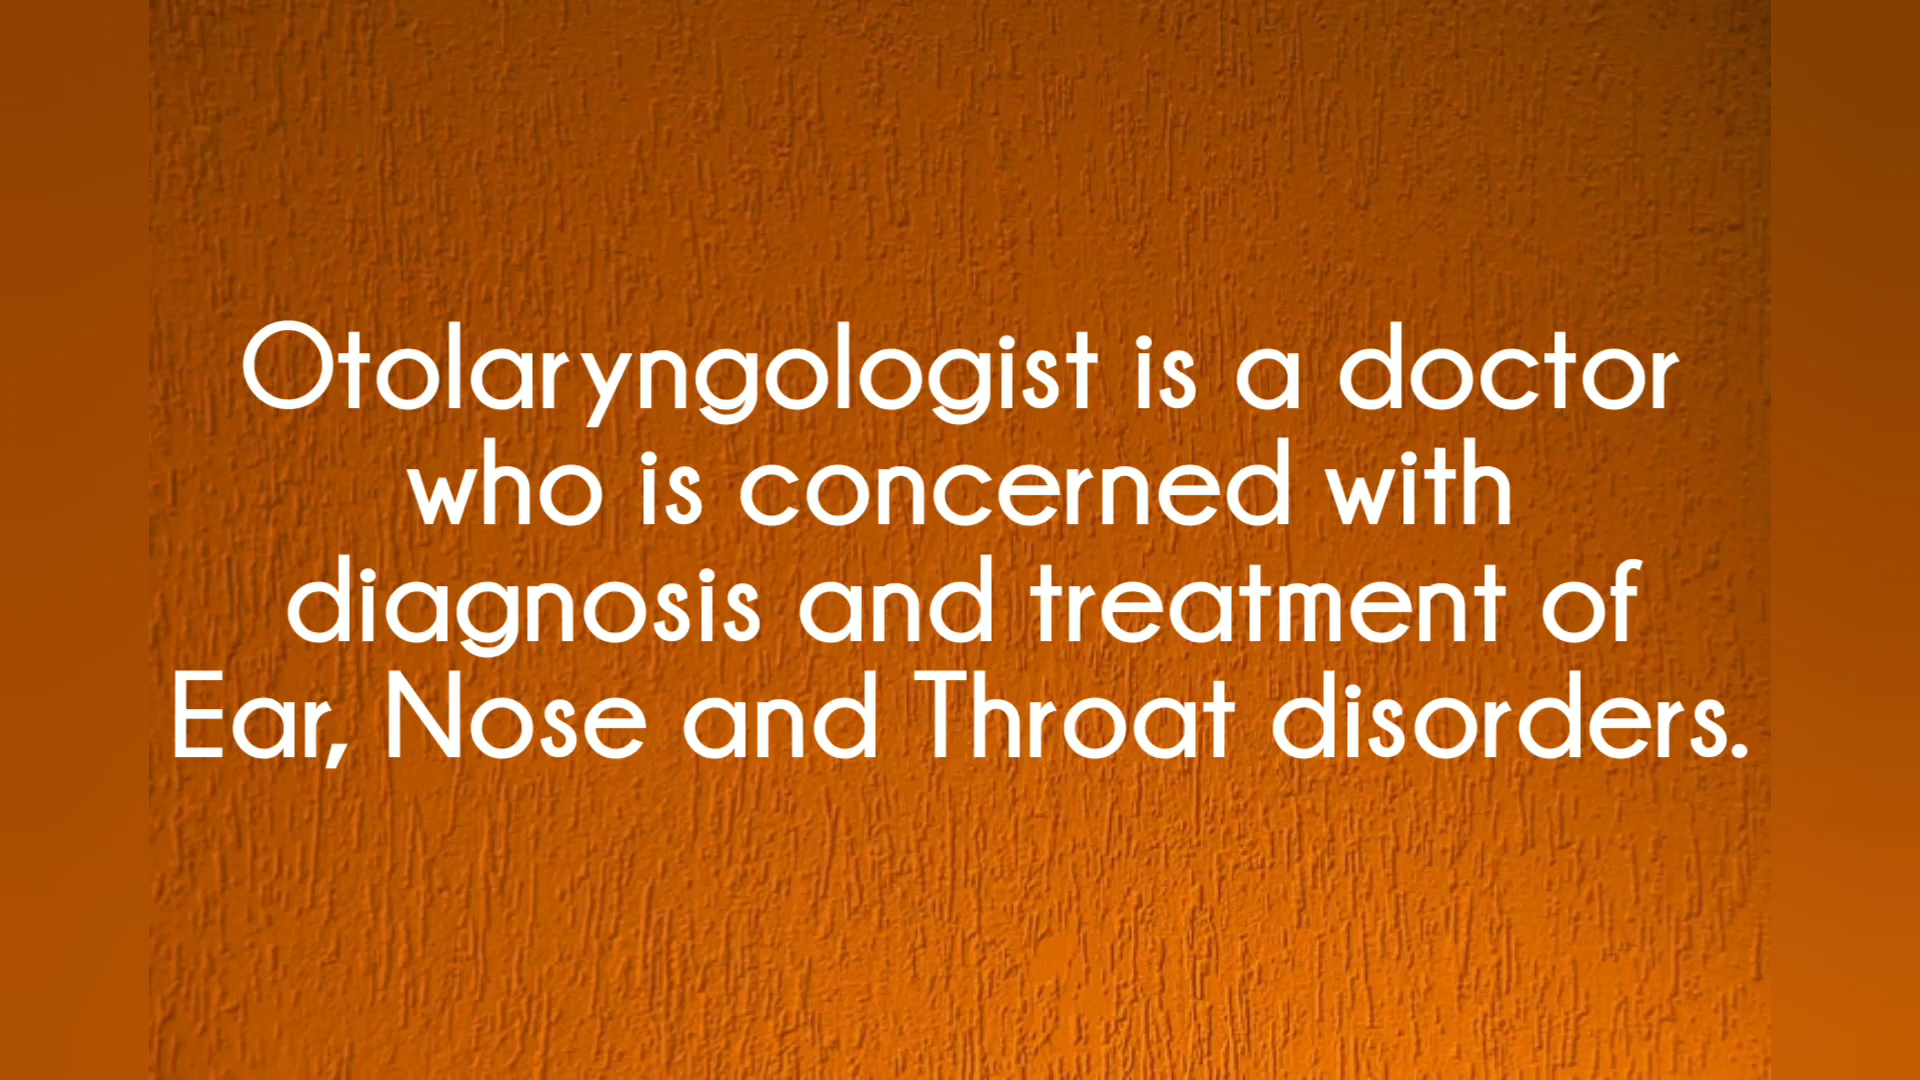 Otolaryngologist is a doctor
who is concerned with
diagnosis and treatment of
Ear, Nose and Throat disorders.